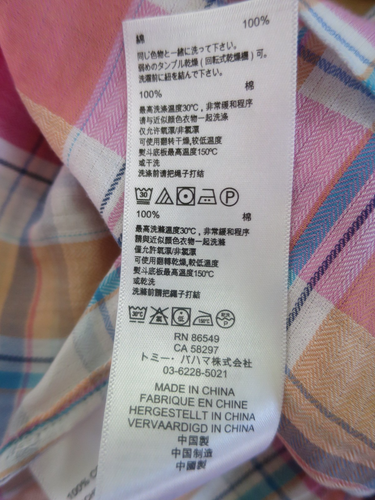 綿 100%
同じ色物と一緒に洗って下さい。
弱めのタンブル乾燥(回転式乾燥機)可。
洗濯前に紐を結んで下さい。
100% 棉
最高洗涤温度30℃,非常缓和程序
请与近似颜色衣物一起洗涤
仅允许氧漂/非氯漂
可使用翻转干燥,较低温度
熨斗底板最高温度150℃
或干洗
洗涤前请把绳子打结
30 P
100% 棉
最高洗滌溫度30℃,非常緩和程序
請與近似顏色衣物一起洗滌
僅允許氧漂/非氯漂
可使用翻轉乾燥,較低溫度
熨斗底板最高溫度150℃
或乾洗
洗滌前請把繩子打結
RN 86549
CA 58297
トミー・バハマ株式会社
03-6228-5021
MADE IN CHINA
FABRIQUE EN CHINE
HERGESTELLT IN CHINA
VERVAARDIGD IN CHINA
中国製
中国制造
中國製
100% C